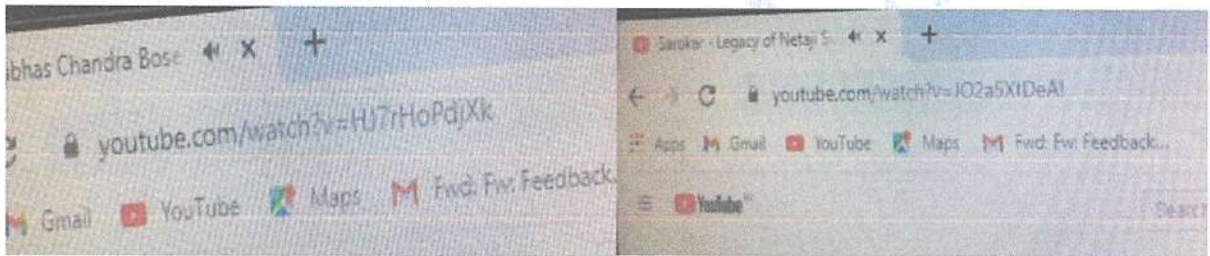 bhas Chandra Bose
youtube.com/watch?v=HJ7rHoPdjXk
Gmail YouTube Maps Fwd: Fw: Feedback
Sarokar - Legacy of Netaji S
youtube.com/watch?v=JO2a5XtDeAI
Apps Gmail YouTube Maps Fwd: Fw: Feedback...
YouTube
Search